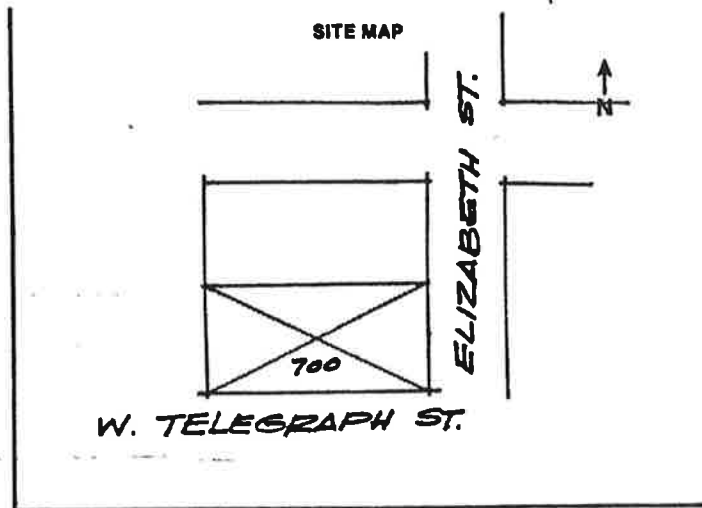 SITE MAP
N
ELIZABETH ST.
700
W. TELEGRAPH ST.